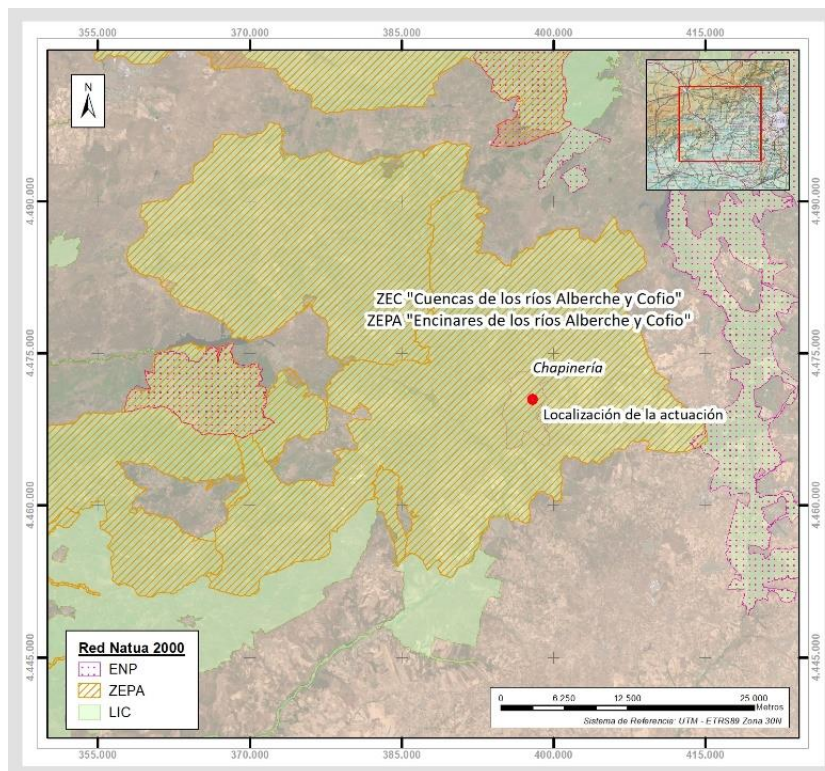 355.000
370.000
385.000
400.000
415.000
N
4.490.000
4.490.000
ZEC "Cuencas de los ríos Alberche y Cofio"
ZEPA "Encinares de los ríos Alberche y Cofio"
4.475.000
4.475.000
Chapinería
Localización de la actuación
4.460.000
4.460.000
Red Natua 2000
ENP
ZEPA
LIC
4.445.000
4.445.000
0 6 250 12 500 25 000
Metros
Sistema de Referencia: UTM - ETRS89 Zona 30N
355.000
370.000
385.000
400.000
415.000